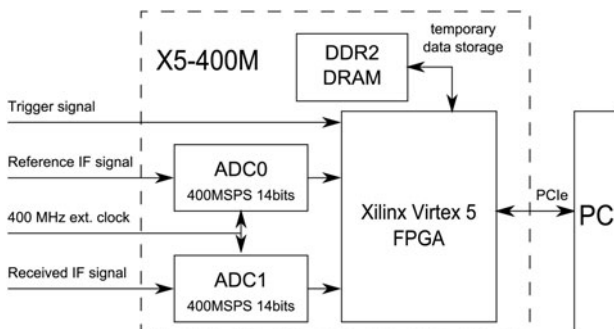 X5-400M
temporary
data storage
DDR2
DRAM
Trigger signal
Reference IF signal
ADC0
400MSPS 14bits
400 MHz ext. clock
Received IF signal
ADC1
400MSPS 14bits
Xilinx Virtex 5
FPGA
PCIe
PC